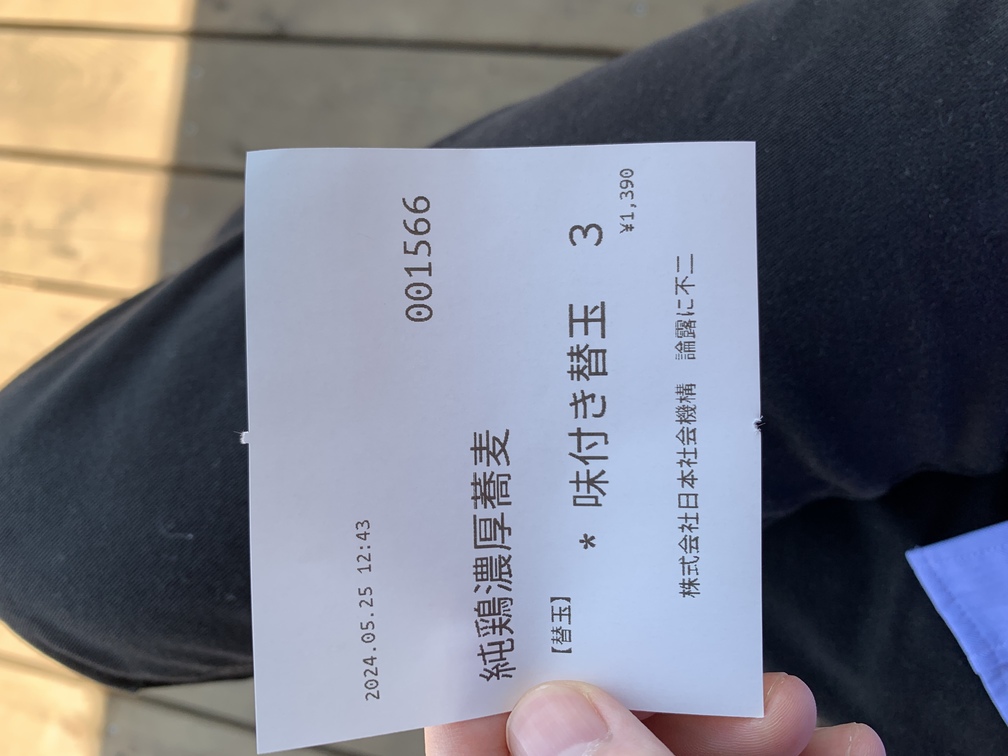 2024.05.25 12:43
001566
純鶏濃厚蕎麦
【替玉】
* 味付き替玉 3
¥1,390
株式会社日本社会機構 論露に不二